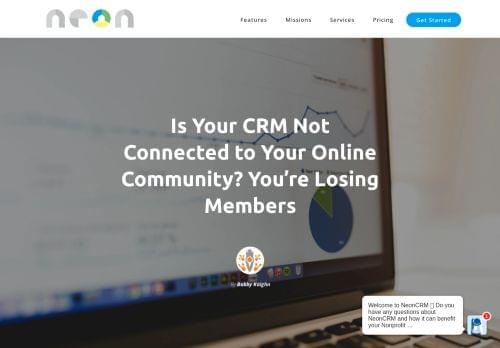 neon
Features
Missions
Services
Pricing
Get Started
Is Your CRM Not
Connected to Your Online
Community? You're Losing
Members
by Bobby Kaighn
Welcome to NeonCRM ▯ Do you
have any questions about
NeonCRM and how it can benefit
your Nonprofit ...
1